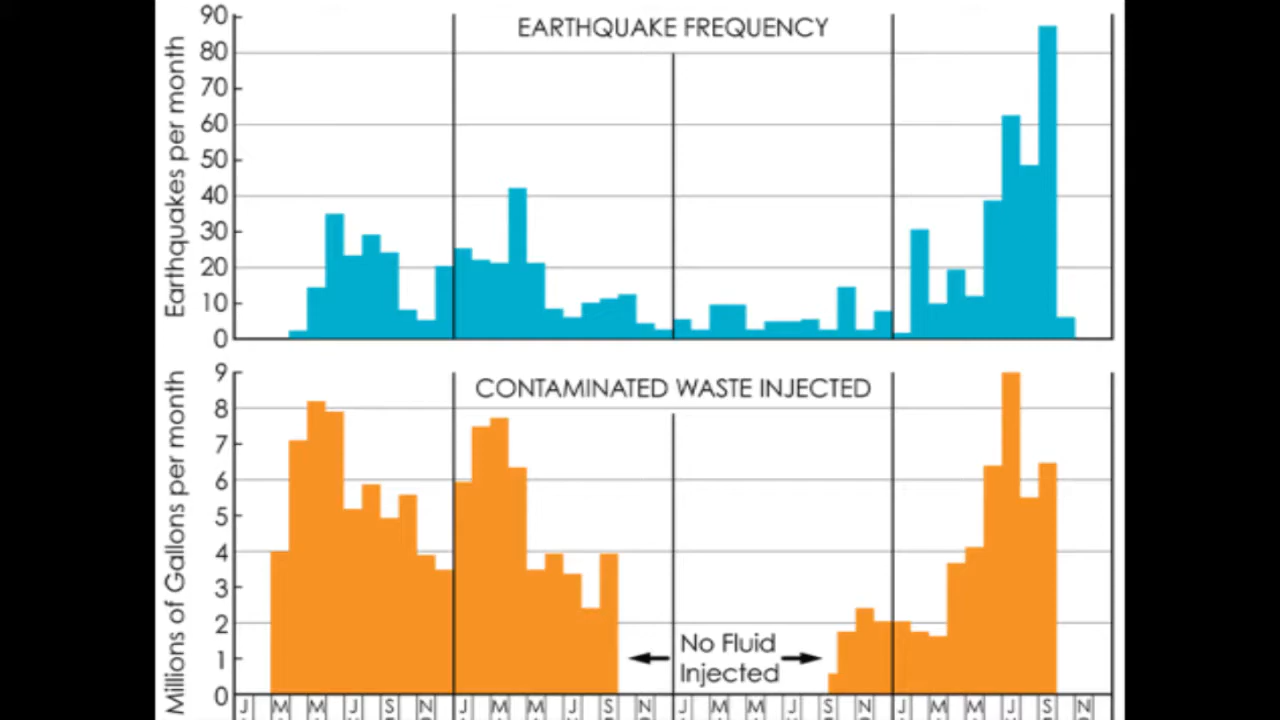 EARTHQUAKE FREQUENCY
Earthquakes per month
90
80
70
60
50
40
30
20
10
0
CONTAMINATED WASTE INJECTED
Millions of Gallons per month
9
8
7
6
5
4
3
2
1
0
No Fluid
Injected
J M M J S N J M M J S N J M M J S N J M M J S N